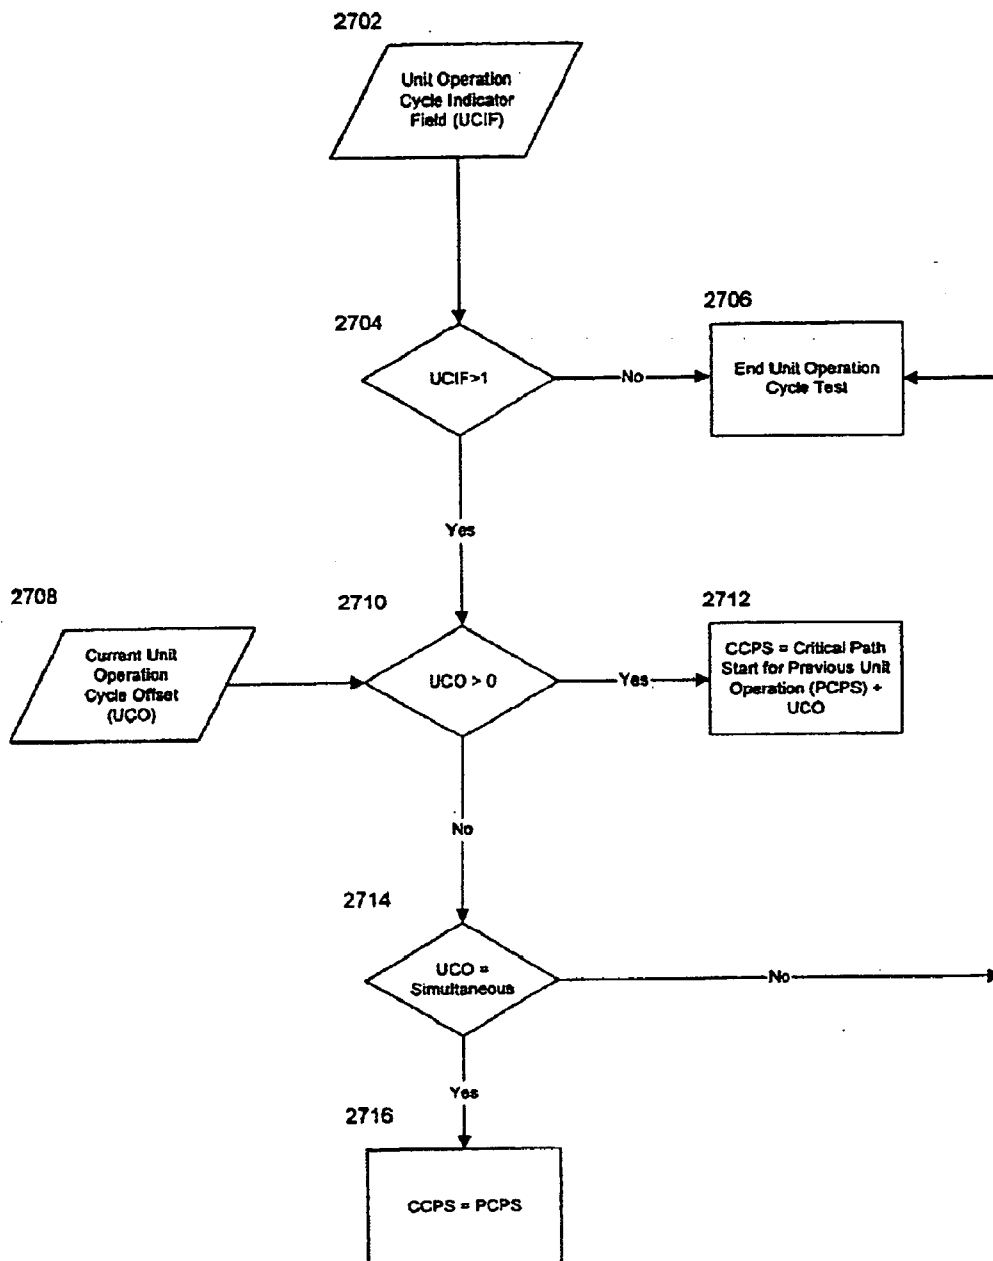 2702
Unit Operation
Cycle Indicator
Field (UCIF)
2704
UCIF>1
No
2706
End Unit Operation
Cycle Test
Yes
2708
Current Unit
Operation
Cycle Offset
(UCO)
2710
UCO > 0
Yes
2712
CCPS = Critical Path
Start for Previous Unit
Operation (PCPS) +
UCO
No
2714
UCO =
Simultaneous
No
Yes
2716
CCPS = PCPS